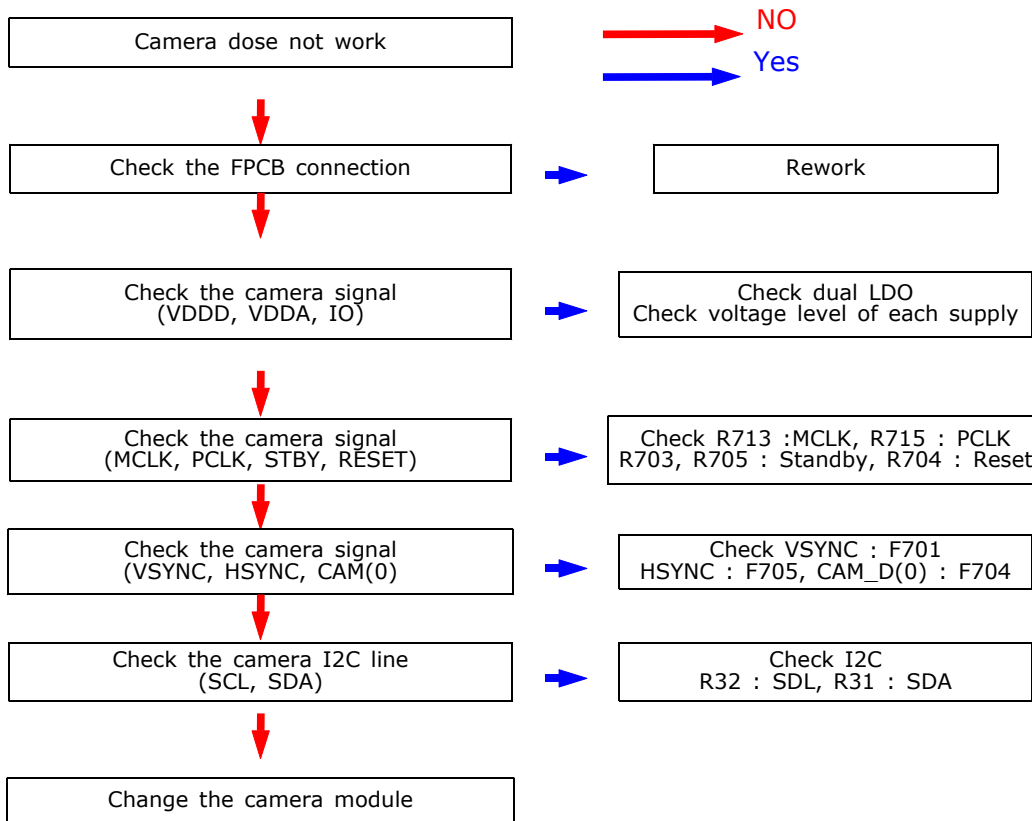 Camera dose not work
NO
Yes
Check the FPCB connection
Rework
Check the camera signal
(VDDD, VDDA, IO)
Check dual LDO
Check voltage level of each supply
Check the camera signal
(MCLK, PCLK, STBY, RESET)
Check R713 :MCLK, R715 : PCLK
R703, R705 : Standby, R704 : Reset
Check the camera signal
(VSYNC, HSYNC, CAM(0)
Check VSYNC : F701
HSYNC : F705, CAM_D(0) : F704
Check the camera I2C line
(SCL, SDA)
Check I2C
R32 : SDL, R31 : SDA
Change the camera module